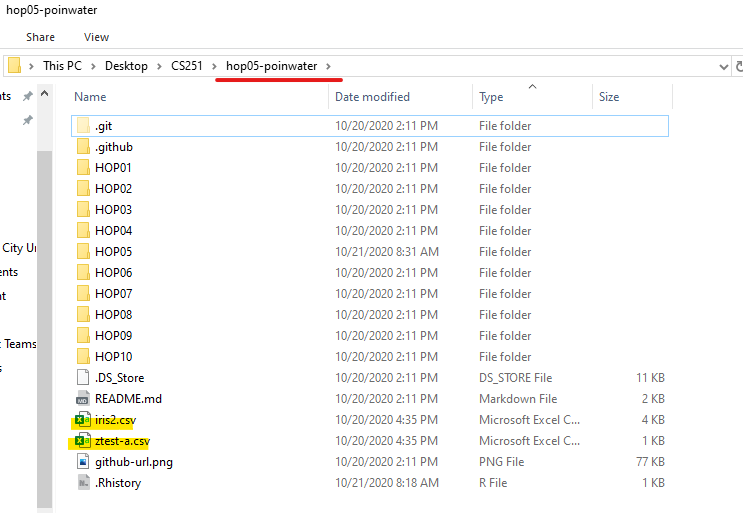 hop05-poinwater
Share View
This PC > Desktop > CS251 > hop05-poinwater >
Name Date modified Type Size
.git 10/20/2020 2:11 PM File folder
.github 10/20/2020 2:11 PM File folder
HOP01 10/20/2020 2:11 PM File folder
HOP02 10/20/2020 2:11 PM File folder
HOP03 10/20/2020 2:11 PM File folder
HOP04 10/20/2020 2:11 PM File folder
City Un HOP05 10/21/2020 8:31 AM File folder
HOP06 10/20/2020 2:11 PM File folder
HOP07 10/20/2020 2:11 PM File folder
HOP08 10/20/2020 2:11 PM File folder
HOP09 10/20/2020 2:11 PM File folder
Teams HOP10 10/20/2020 2:11 PM File folder
.DS_Store 10/20/2020 2:11 PM DS_STORE File 11 KB
README.md 10/20/2020 2:11 PM Markdown File 2 KB
iris2.csv 10/20/2020 4:35 PM Microsoft Excel C... 4 KB
ztest-a.csv 10/20/2020 4:35 PM Microsoft Excel C... 1 KB
github-url.png 10/20/2020 2:11 PM PNG File 77 KB
.Rhistory 10/21/2020 8:18 AM R File 1 KB